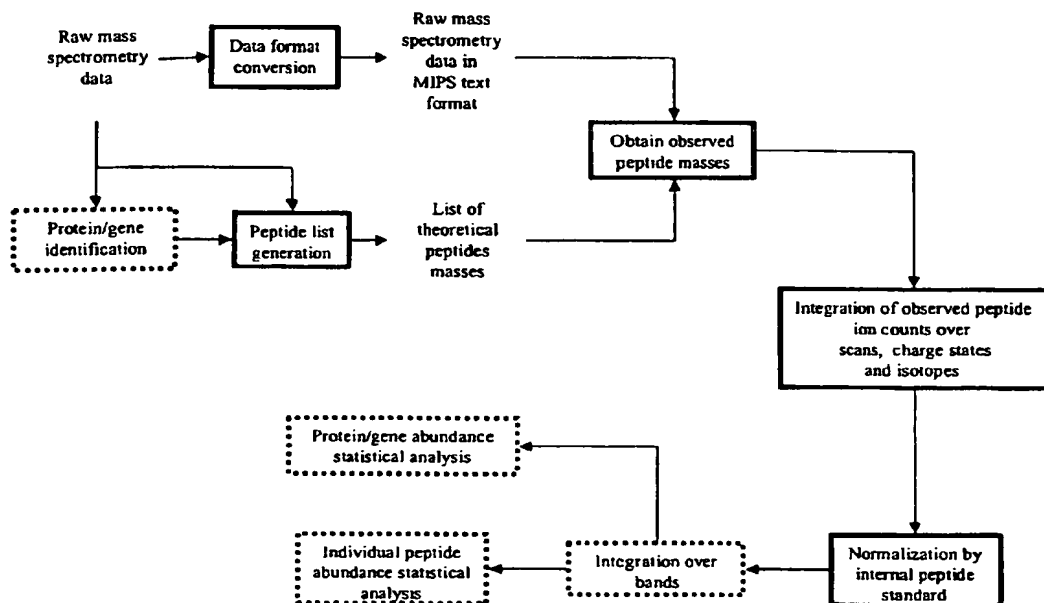 Raw mass
spectrometry
data
Data format
conversion
Raw mass
spectrometry
data in
MIPS text
format
Obtain observed
peptide masses
Protein/gene
identification
Peptide list
generation
List of
theoretical
peptides
masses
Integration of observed peptide
ion counts over
scans, charge states
and isotopes
Protein/gene abundance
statistical analysis
Individual peptide
abundance statistical
analysis
Integration over
bands
Normalization by
internal peptide
standard